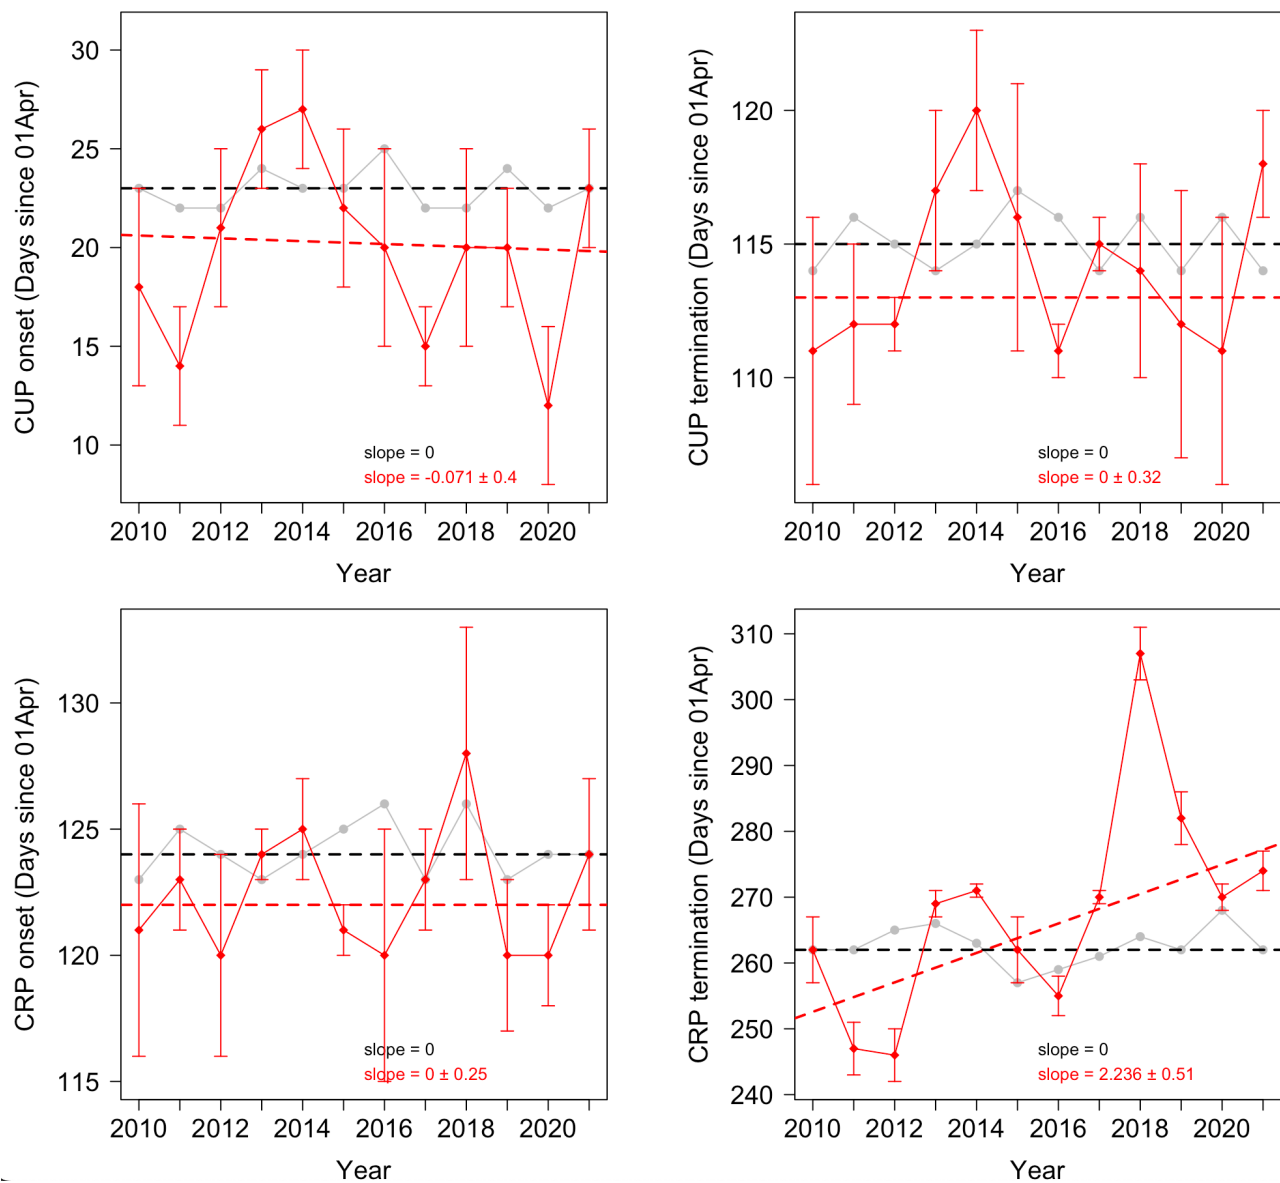 CUP onset (Days since 01Apr)
30
25
20
15
10
slope = 0
slope = -0.071 ± 0.4
2010 2012 2014 2016 2018 2020
Year
CUP termination (Days since 01Apr)
120
115
110
slope = 0
slope = 0 ± 0.32
2010 2012 2014 2016 2018 2020
Year
CRP onset (Days since 01Apr)
130
125
120
115
slope = 0
slope = 0 ± 0.25
2010 2012 2014 2016 2018 2020
Year
CRP termination (Days since 01Apr)
310
300
290
280
270
260
250
240
slope = 0
slope = 2.236 ± 0.51
2010 2012 2014 2016 2018 2020
Year